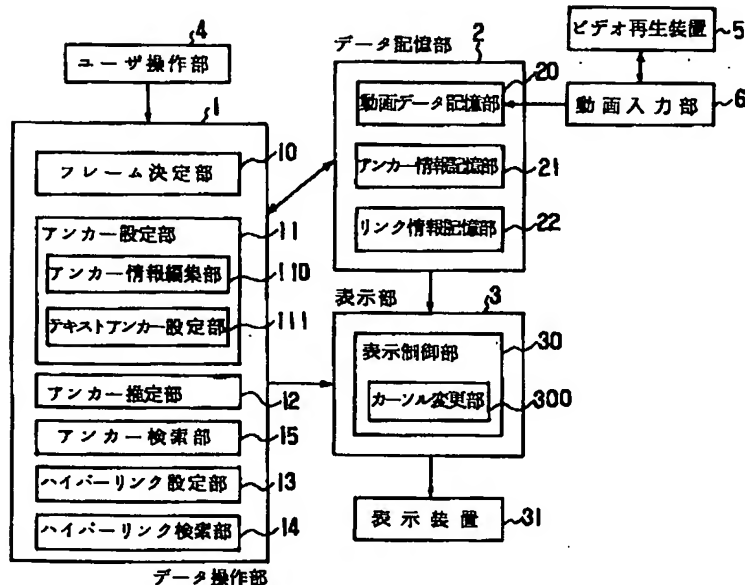 4
ユーザ操作部
1
フレーム決定部
10
アンカー設定部
11
アンカー情報編集部
110
テキストアンカー設定部
111
アンカー推定部
12
アンカー検索部
15
ハイパーリンク設定部
13
ハイパーリンク検索部
14
データ操作部
データ記憶部
2
動画データ記憶部
20
アンカー情報記憶部
21
リンク情報記憶部
22
ビデオ再生装置
5
動画入力部
6
表示部
3
表示制御部
30
カーソル変更部
300
表示装置
31